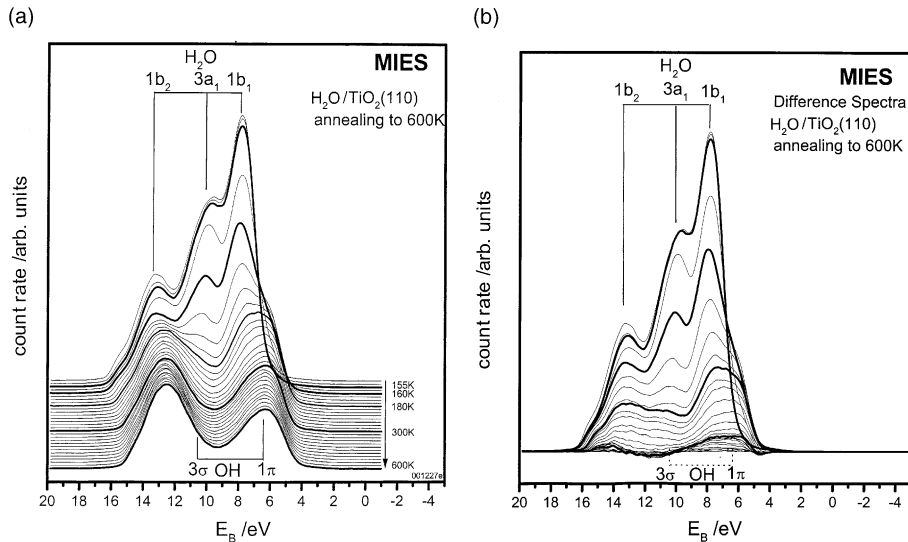 (a)
H₂O
1b₂ 3a₁ 1b₁
MIES
H₂O/TiO₂(110)
annealing to 600K
count rate /arb. units
155K
160K
180K
300K
600K
3σ OH 1π
001227e
20 18 16 14 12 10 8 6 4 2 0 -2 -4
E_B /eV
(b)
H₂O
1b₂ 3a₁ 1b₁
MIES
Difference Spectra
H₂O/TiO₂(110)
annealing to 600K
count rate /arb. units
3σ OH 1π
20 18 16 14 12 10 8 6 4 2 0 -2 -4
E_B /eV